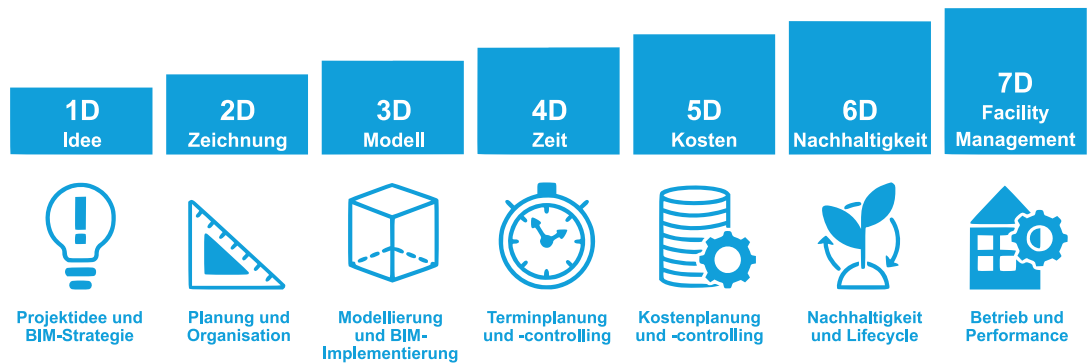 1D
Idee
2D
Zeichnung
3D
Modell
4D
Zeit
5D
Kosten
6D
Nachhaltigkeit
7D
Facility
Management
Projektidee und
BIM-Strategie
Planung und
Organisation
Modellierung
und BIM-
Implementierung
Terminplanung
und -controlling
Kostenplanung
und -controlling
Nachhaltigkeit
und Lifecycle
Betrieb und
Performance